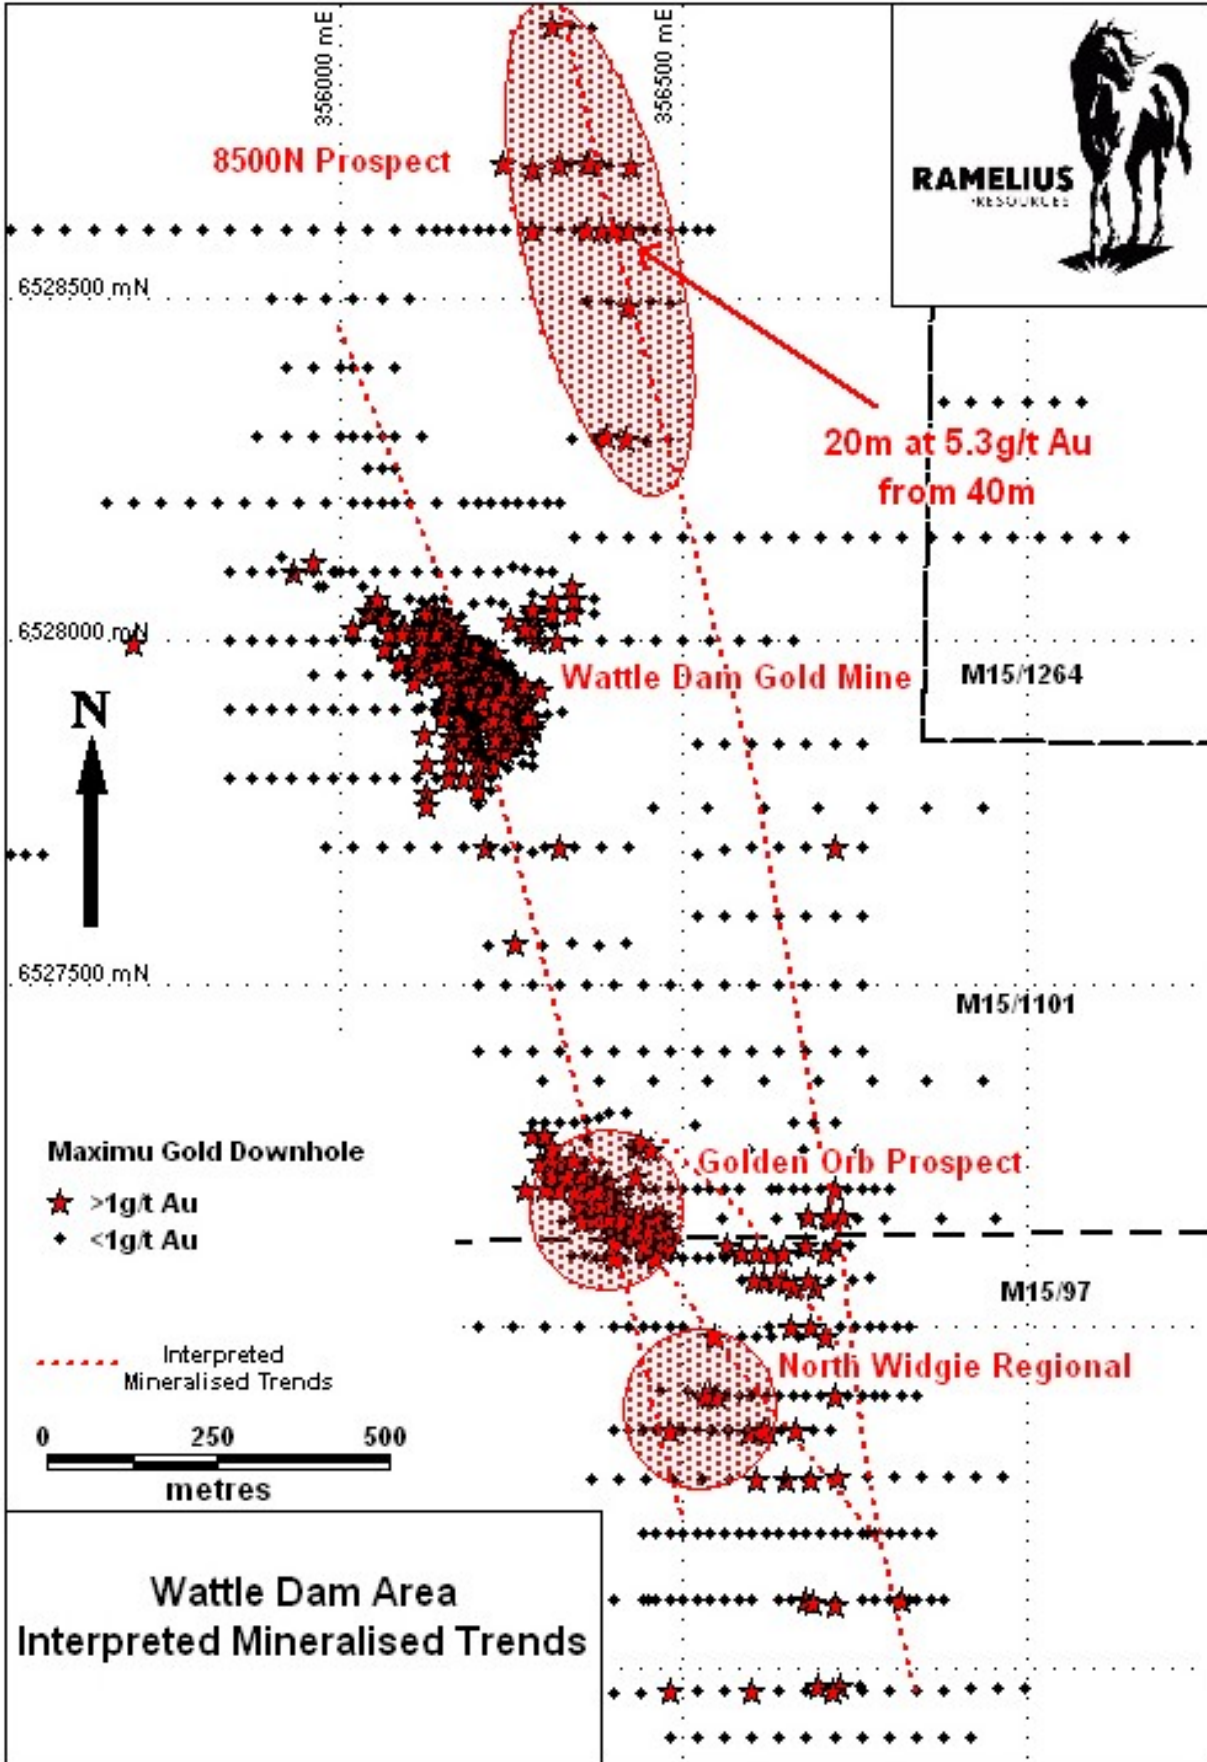 356000 mE
356500 mE
8500N Prospect
RAMELIUS
RESOURCES
6528500 mN
20m at 5.3g/t Au
from 40m
6528000 mN
Wattle Dam Gold Mine
M15/1264
N
6527500 mN
M15/1101
Maximu Gold Downhole
>1g/t Au
<1g/t Au
Golden Orb Prospect
M15/97
Interpreted
Mineralised Trends
North Widgie Regional
0 250 500
metres
Wattle Dam Area
Interpreted Mineralised Trends